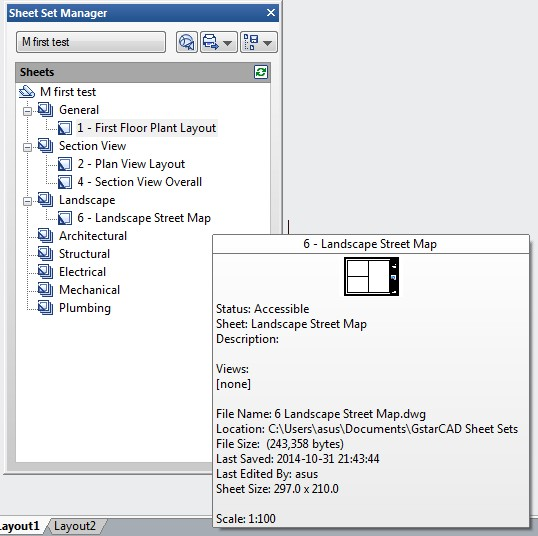 Sheet Set Manager
M first test
Sheets
M first test
General
1 - First Floor Plant Layout
Section View
2 - Plan View Layout
4 - Section View Overall
Landscape
6 - Landscape Street Map
Architectural
Structural
Electrical
Mechanical
Plumbing
6 - Landscape Street Map
Status: Accessible
Sheet: Landscape Street Map
Description:
Views:
[none]
File Name: 6 Landscape Street Map.dwg
Location: C:\Users\asus\Documents\GstarCAD Sheet Sets
File Size: (243,358 bytes)
Last Saved: 2014-10-31 21:43:44
Last Edited By: asus
Sheet Size: 297.0 x 210.0
Scale: 1:100
ayout1 Layout2